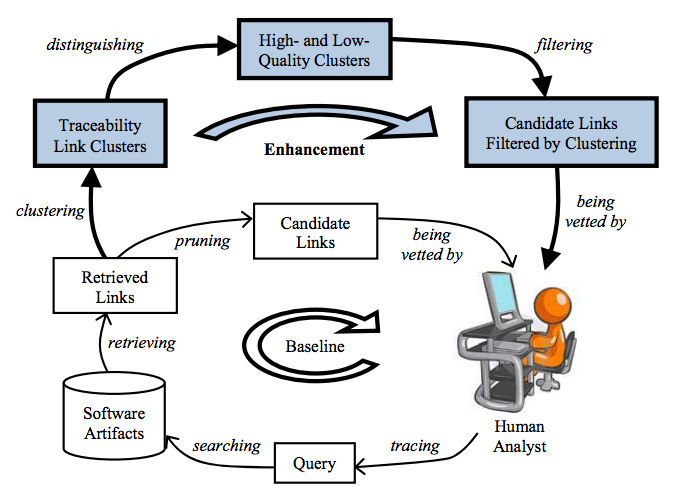 distinguishing
High- and Low-
Quality Clusters
filtering
Traceability
Link Clusters
Enhancement
Candidate Links
Filtered by Clustering
clustering
pruning
Candidate
Links
being
vetted by
being
vetted by
Retrieved
Links
retrieving
Baseline
Software
Artifacts
searching
Query
tracing
Human
Analyst